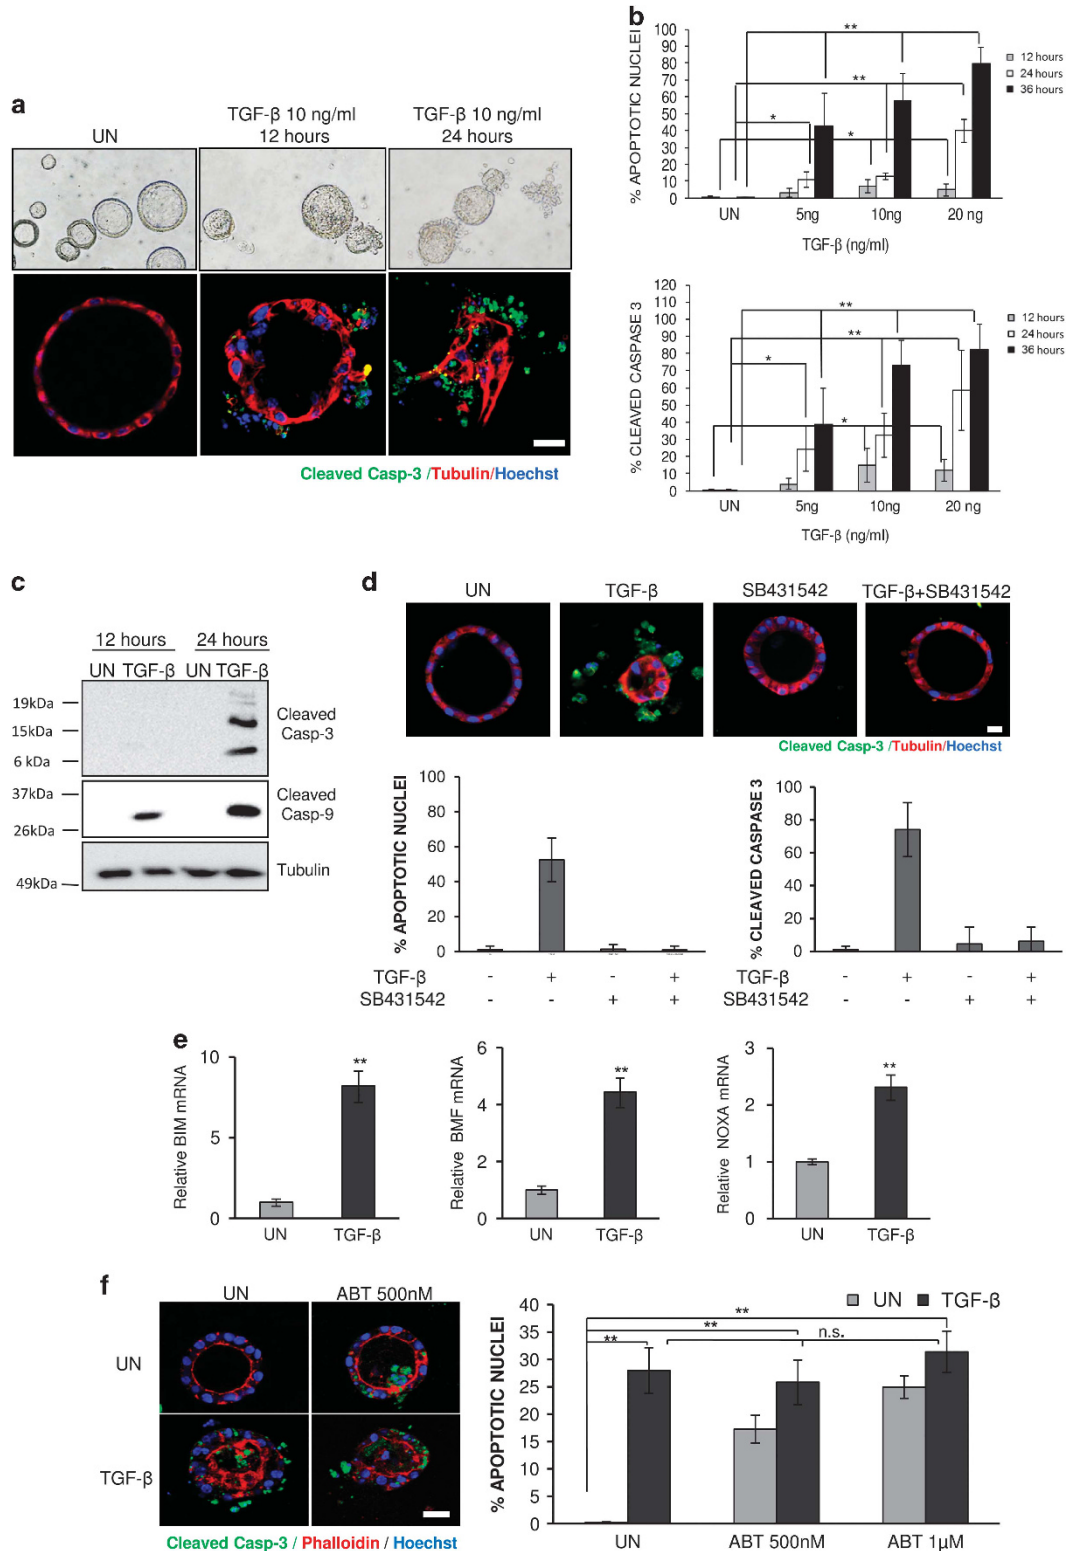 a
UN
TGF-β 10 ng/ml
12 hours
TGF-β 10 ng/ml
24 hours
Cleaved Casp-3 /Tubulin/Hoechst
b
% APOPTOTIC NUCLEI
100
90
80
70
60
50
40
30
20
10
0
**
**
*
*
12 hours
24 hours
36 hours
UN 5ng 10ng 20 ng
TGF-β (ng/ml)
% CLEAVED CASPASE 3
120
110
100
90
80
70
60
50
40
30
20
10
0
**
**
*
*
12 hours
24 hours
36 hours
UN 5ng 10ng 20 ng
TGF-β (ng/ml)
c
12 hours 24 hours
UN TGF-β UN TGF-β
19kDa
15kDa
6 kDa
Cleaved
Casp-3
37kDa
26kDa
Cleaved
Casp-9
49kDa
Tubulin
d
UN TGF-β SB431542 TGF-β+SB431542
Cleaved Casp-3 /Tubulin/Hoechst
% APOPTOTIC NUCLEI
100
80
60
40
20
0
TGF-β - + - +
SB431542 - - + +
% CLEAVED CASPASE 3
100
80
60
40
20
0
TGF-β - + - +
SB431542 - - + +
e
Relative BIM mRNA
10
5
0
**
UN TGF-β
Relative BMF mRNA
6
4
2
0
**
UN TGF-β
Relative NOXA mRNA
3
2
1
0
**
UN TGF-β
f
UN ABT 500nM
UN
TGF-β
Cleaved Casp-3 / Phalloidin / Hoechst
% APOPTOTIC NUCLEI
40
35
30
25
20
15
10
5
0
UN TGF-β
**
**
**
n.s.
UN ABT 500nM ABT 1µM